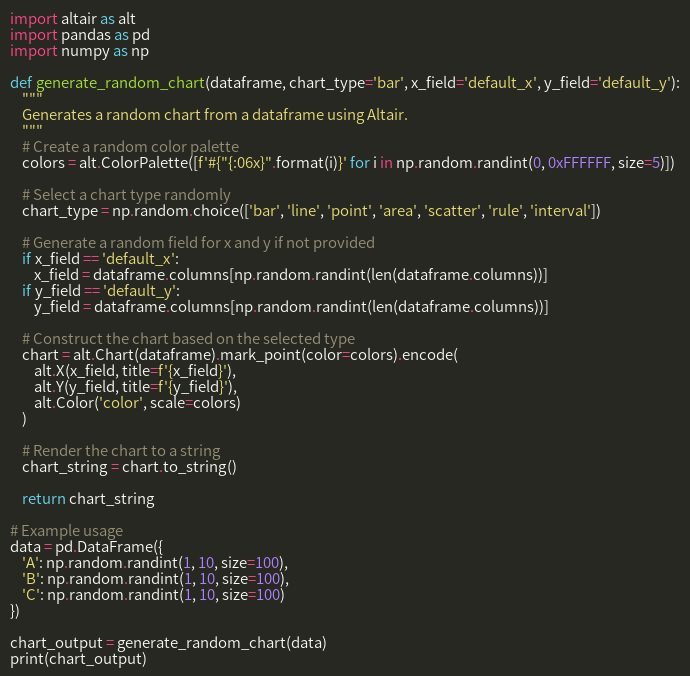 import altair as alt
import pandas as pd
import numpy as np

def generate_random_chart(dataframe, chart_type='bar', x_field='default_x', y_field='default_y'):
    """
    Generates a random chart from a dataframe using Altair.
    """
    # Create a random color palette
    colors = alt.ColorPalette([f'#{"{:06x}".format(i)}' for i in np.random.randint(0, 0xFFFFFF, size=5)])

    # Select a chart type randomly
    chart_type = np.random.choice(['bar', 'line', 'point', 'area', 'scatter', 'rule', 'interval'])

    # Generate a random field for x and y if not provided
    if x_field == 'default_x':
        x_field = dataframe.columns[np.random.randint(len(dataframe.columns))]
    if y_field == 'default_y':
        y_field = dataframe.columns[np.random.randint(len(dataframe.columns))]

    # Construct the chart based on the selected type
    chart = alt.Chart(dataframe).mark_point(color=colors).encode(
        alt.X(x_field, title=f'{x_field}'),
        alt.Y(y_field, title=f'{y_field}'),
        alt.Color('color', scale=colors)
    )

    # Render the chart to a string
    chart_string = chart.to_string()

    return chart_string

# Example usage
data = pd.DataFrame({
    'A': np.random.randint(1, 10, size=100),
    'B': np.random.randint(1, 10, size=100),
    'C': np.random.randint(1, 10, size=100)
})

chart_output = generate_random_chart(data)
print(chart_output)